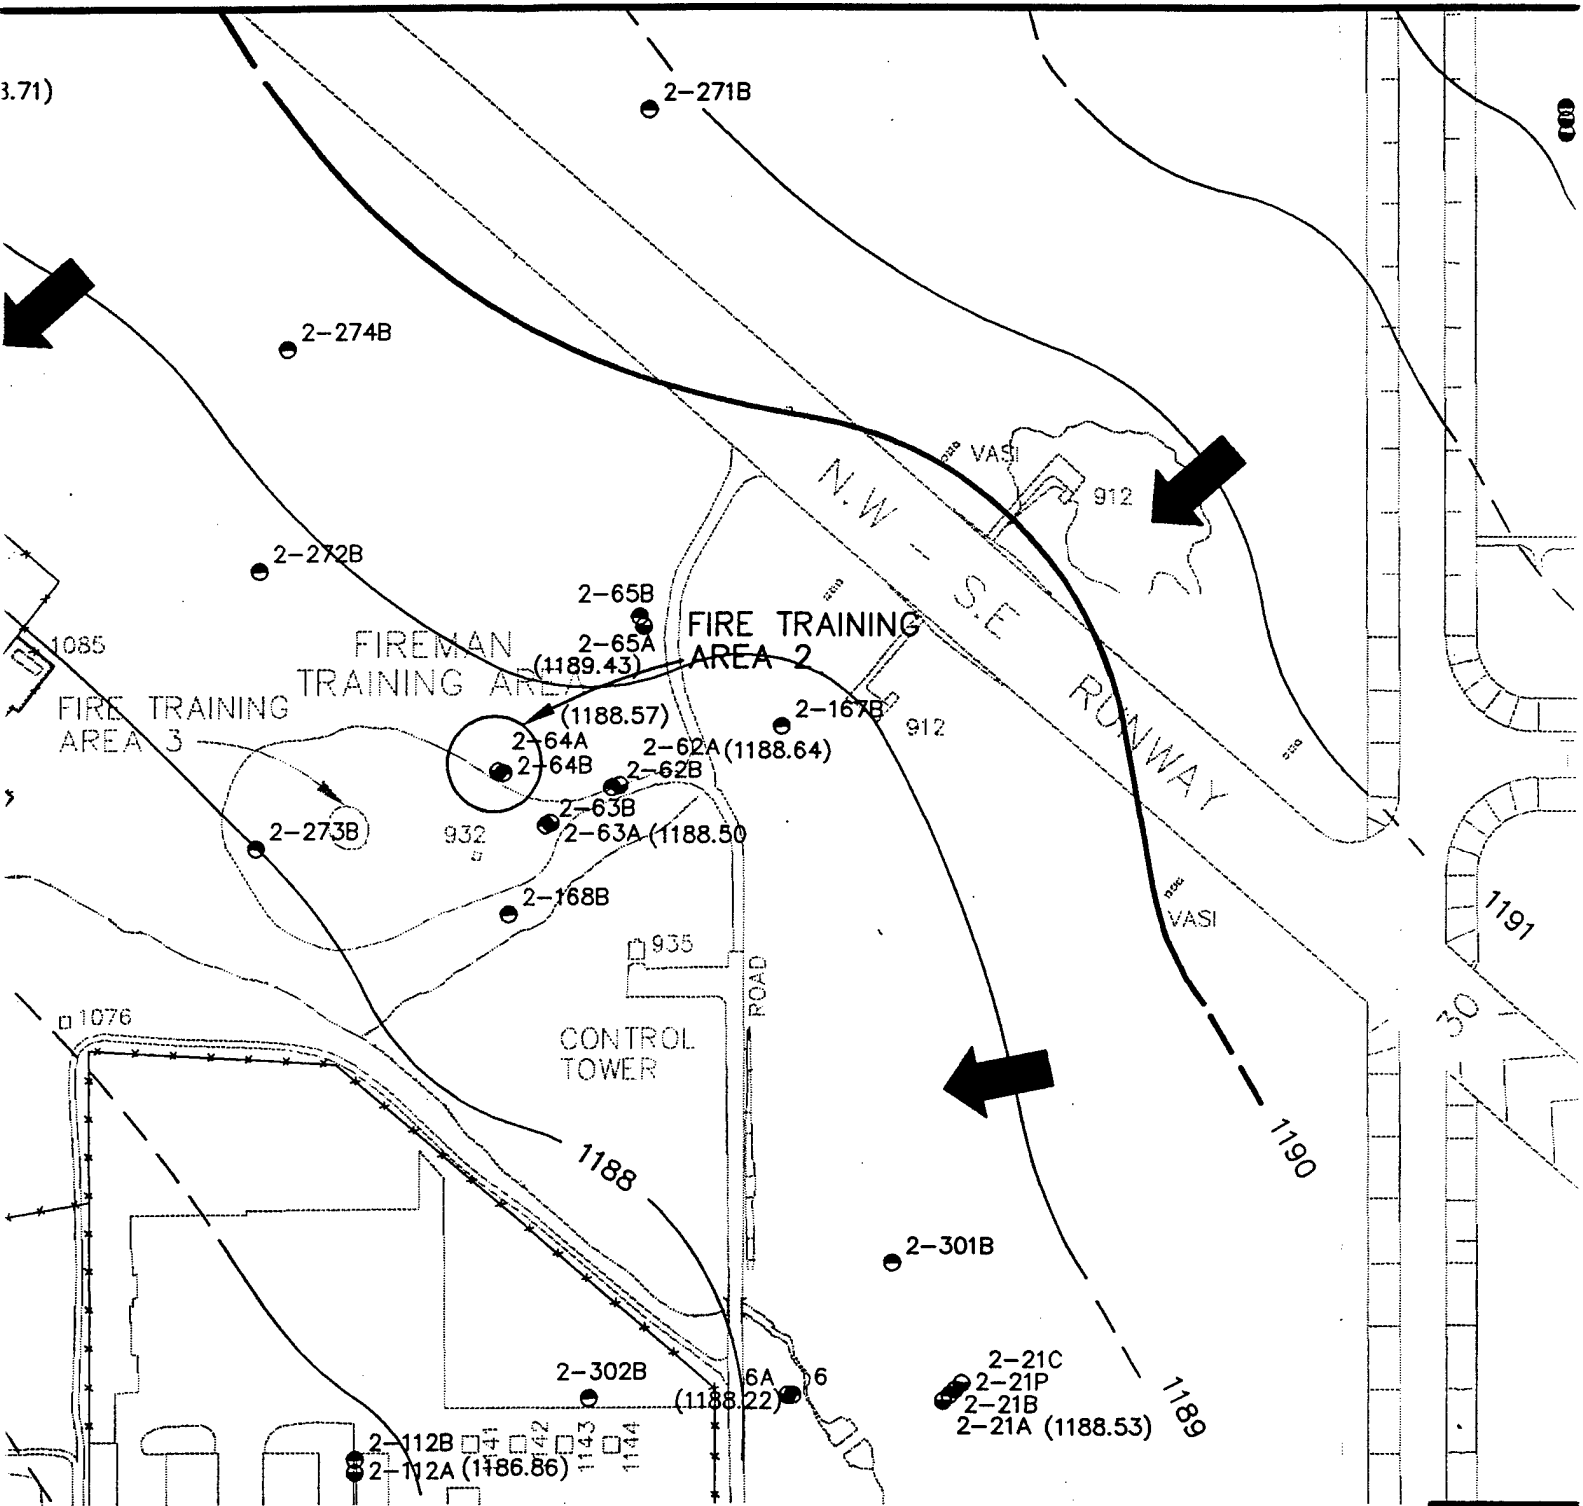 3.71)
2-271B
2-274B
VASI
912
N.W - S.E RUNWAY
2-272B
2-65B
2-65A
(1189.43)
FIRE TRAINING
AREA 2
1085
FIREMAN
TRAINING AREA
FIRE TRAINING
AREA 3
(1188.57)
2-64A
2-64B
2-62A (1188.64)
2-62B
2-167B
912
2-63B
2-63A (1188.50
2-273B
932
2-168B
935
VASI
1191
ROAD
30
1076
CONTROL
TOWER
1188
1190
2-301B
2-302B
6A 6
(1188.22)
2-21C
2-21P
2-21B
2-21A (1188.53)
1189
2-112B
2-112A (1186.86)
1141
1142
1143
1144